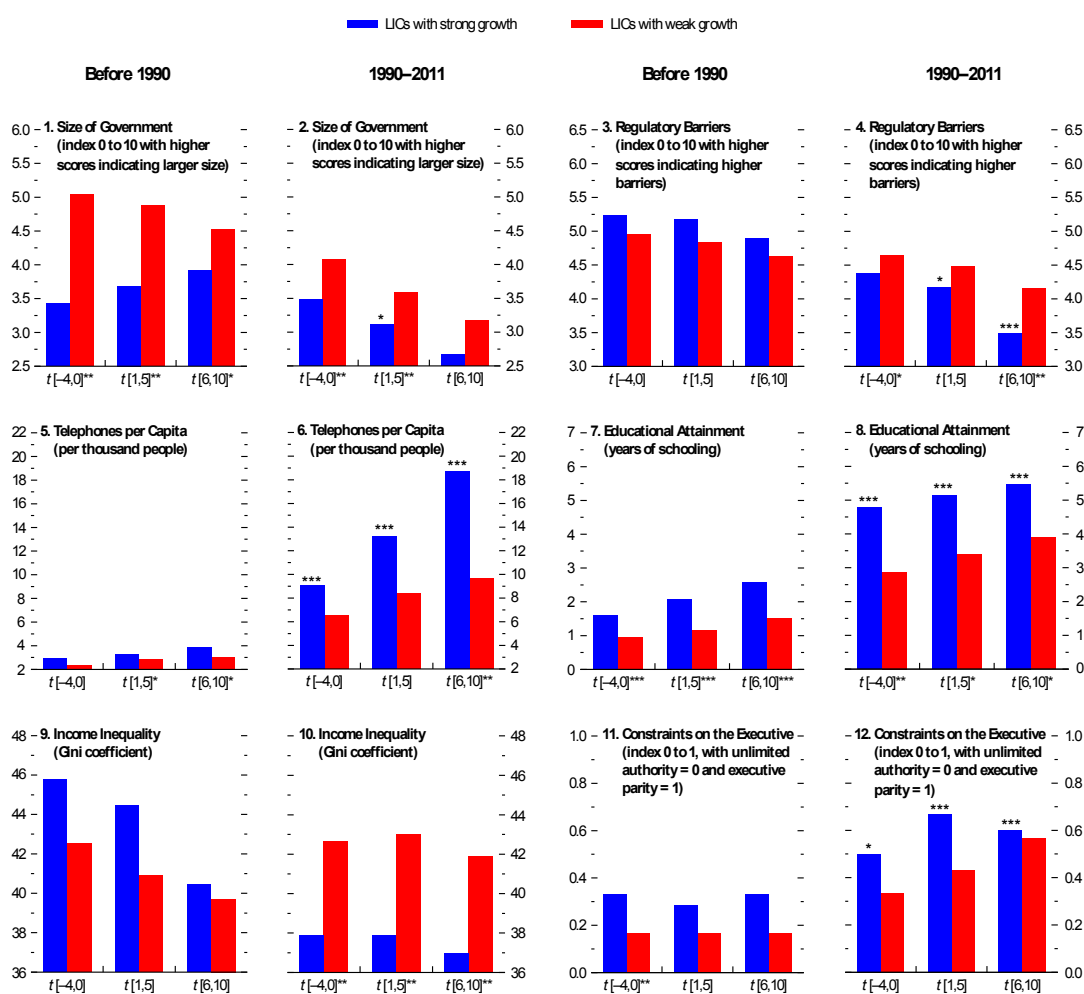 LICs with strong growth
LICs with weak growth
Before 1990
1990–2011
Before 1990
1990–2011
1. Size of Government
(index 0 to 10 with higher
scores indicating larger size)
6.0
5.5
5.0
4.5
4.0
3.5
3.0
2.5
t [–4,0]**
t [1,5]**
t [6,10]*
2. Size of Government
(index 0 to 10 with higher
scores indicating larger size)
*
6.0
5.5
5.0
4.5
4.0
3.5
3.0
2.5
t [–4,0]**
t [1,5]**
t [6,10]
3. Regulatory Barriers
(index 0 to 10 with higher
scores indicating higher
barriers)
6.5
6.0
5.5
5.0
4.5
4.0
3.5
3.0
t [–4,0]
t [1,5]
t [6,10]
4. Regulatory Barriers
(index 0 to 10 with higher
scores indicating higher
barriers)
*
***
6.5
6.0
5.5
5.0
4.5
4.0
3.5
3.0
t [–4,0]*
t [1,5]
t [6,10]**
5. Telephones per Capita
(per thousand people)
22
20
18
16
14
12
10
8
6
4
2
t [–4,0]
t [1,5]*
t [6,10]*
6. Telephones per Capita
(per thousand people)
***
***
***
22
20
18
16
14
12
10
8
6
4
2
t [–4,0]
t [1,5]
t [6,10]**
7. Educational Attainment
(years of schooling)
7
6
5
4
3
2
1
0
t [–4,0]***
t [1,5]***
t [6,10]***
8. Educational Attainment
(years of schooling)
***
***
***
7
6
5
4
3
2
1
0
t [–4,0]**
t [1,5]*
t [6,10]*
9. Income Inequality
(Gini coefficient)
48
46
44
42
40
38
36
t [–4,0]
t [1,5]
t [6,10]
10. Income Inequality
(Gini coefficient)
48
46
44
42
40
38
36
t [–4,0]**
t [1,5]**
t [6,10]**
11. Constraints on the Executive
(index 0 to 1, with unlimited
authority = 0 and executive
parity = 1)
1.0
0.8
0.6
0.4
0.2
0.0
t [–4,0]**
t [1,5]
t [6,10]
12. Constraints on the Executive
(index 0 to 1, with unlimited
authority = 0 and executive
parity = 1)
*
***
***
1.0
0.8
0.6
0.4
0.2
0.0
t [–4,0]
t [1,5]
t [6,10]